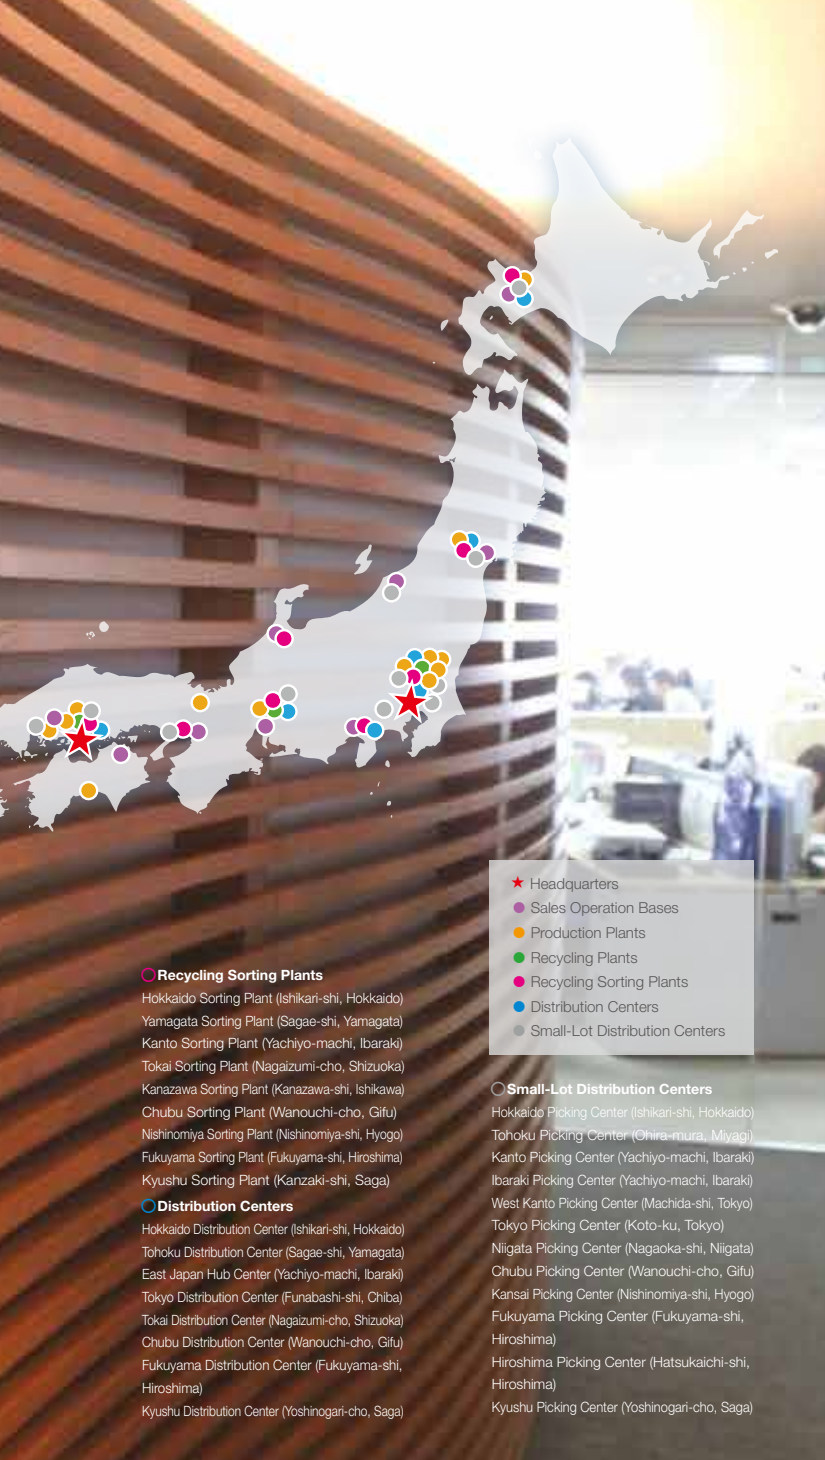 Headquarters
Sales Operation Bases
Production Plants
Recycling Plants
Recycling Sorting Plants
Distribution Centers
Small-Lot Distribution Centers
Recycling Sorting Plants
Hokkaido Sorting Plant (Ishikari-shi, Hokkaido)
Yamagata Sorting Plant (Sagae-shi, Yamagata)
Kanto Sorting Plant (Yachiyo-machi, Ibaraki)
Tokai Sorting Plant (Nagaizumi-cho, Shizuoka)
Kanazawa Sorting Plant (Kanazawa-shi, Ishikawa)
Chubu Sorting Plant (Wanouchi-cho, Gifu)
Nishinomiya Sorting Plant (Nishinomiya-shi, Hyogo)
Fukuyama Sorting Plant (Fukuyama-shi, Hiroshima)
Kyushu Sorting Plant (Kanzaki-shi, Saga)
Distribution Centers
Hokkaido Distribution Center (Ishikari-shi, Hokkaido)
Tohoku Distribution Center (Sagae-shi, Yamagata)
East Japan Hub Center (Yachiyo-machi, Ibaraki)
Tokyo Distribution Center (Funabashi-shi, Chiba)
Tokai Distribution Center (Nagaizumi-cho, Shizuoka)
Chubu Distribution Center (Wanouchi-cho, Gifu)
Fukuyama Distribution Center (Fukuyama-shi,
Hiroshima)
Kyushu Distribution Center (Yoshinogari-cho, Saga)
Small-Lot Distribution Centers
Hokkaido Picking Center (Ishikari-shi, Hokkaido)
Tohoku Picking Center (Ohira-mura, Miyagi)
Kanto Picking Center (Yachiyo-machi, Ibaraki)
Ibaraki Picking Center (Yachiyo-machi, Ibaraki)
West Kanto Picking Center (Machida-shi, Tokyo)
Tokyo Picking Center (Koto-ku, Tokyo)
Niigata Picking Center (Nagaoka-shi, Niigata)
Chubu Picking Center (Wanouchi-cho, Gifu)
Kansai Picking Center (Nishinomiya-shi, Hyogo)
Fukuyama Picking Center (Fukuyama-shi,
Hiroshima)
Hiroshima Picking Center (Hatsukaichi-shi,
Hiroshima)
Kyushu Picking Center (Yoshinogari-cho, Saga)